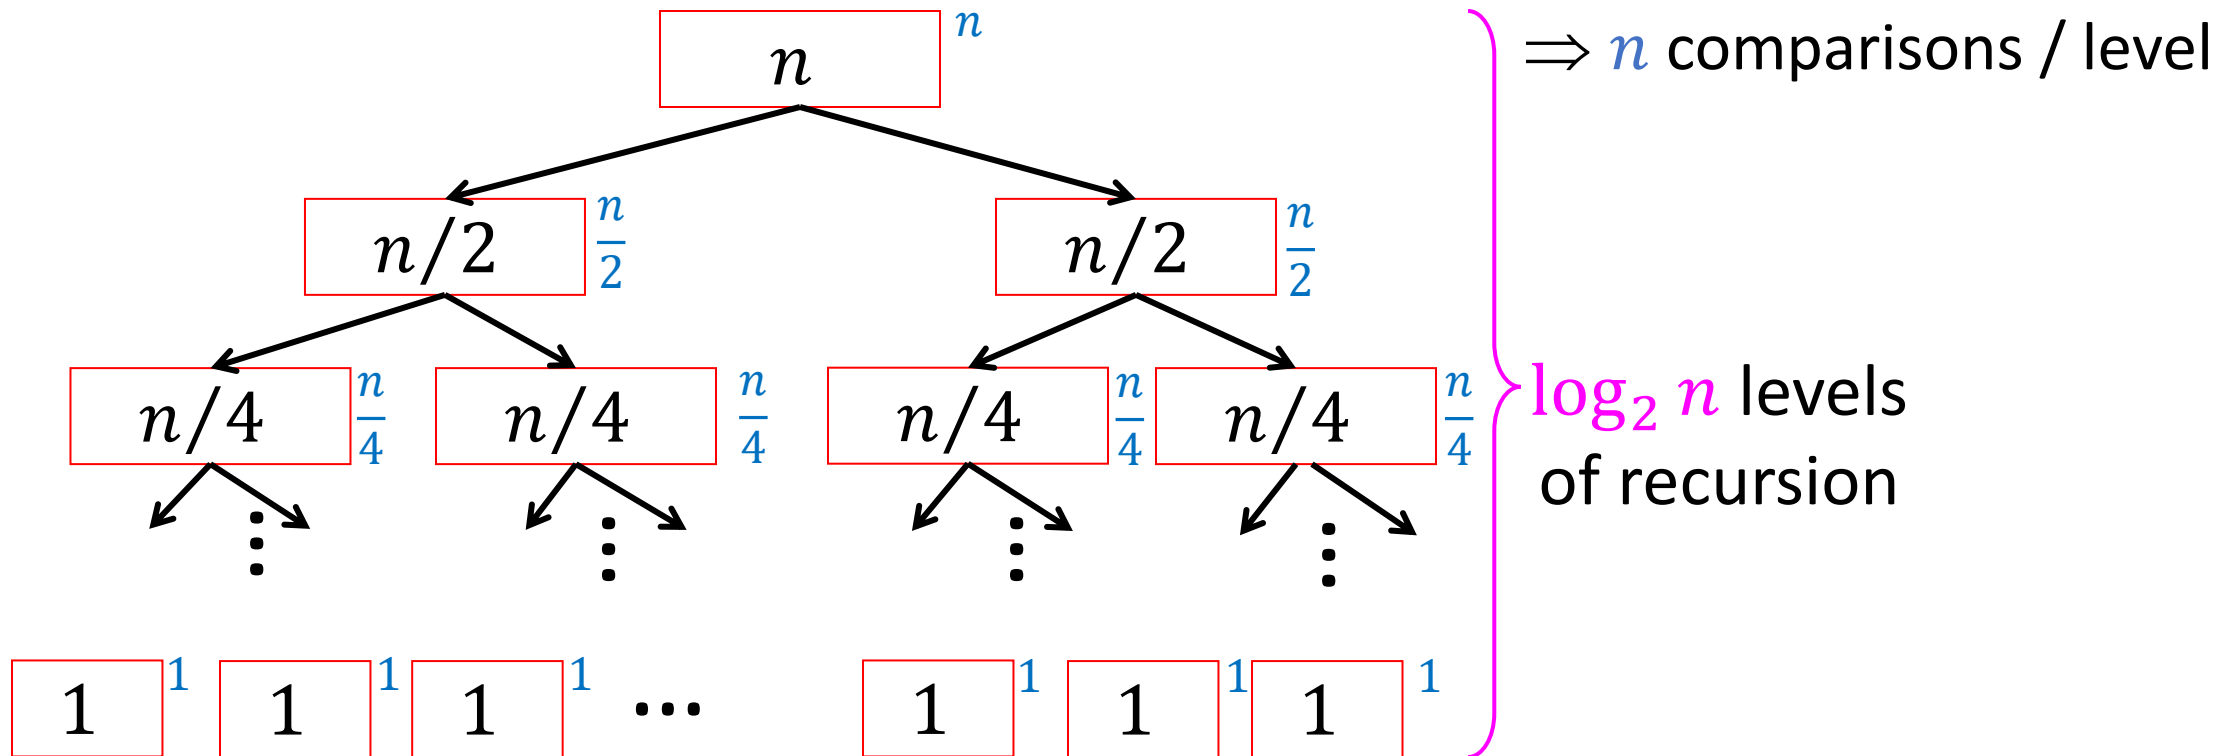 n n ⇒ n comparisons / level
n/2 n/2 n/2 n/2
n/4 n/4 n/4 n/4 n/4 n/4 n/4 n/4 log₂ n levels
of recursion
⋮ ⋮ ⋮ ⋮
1 1 1 1 1 1 ⋯ 1 1 1 1 1 1